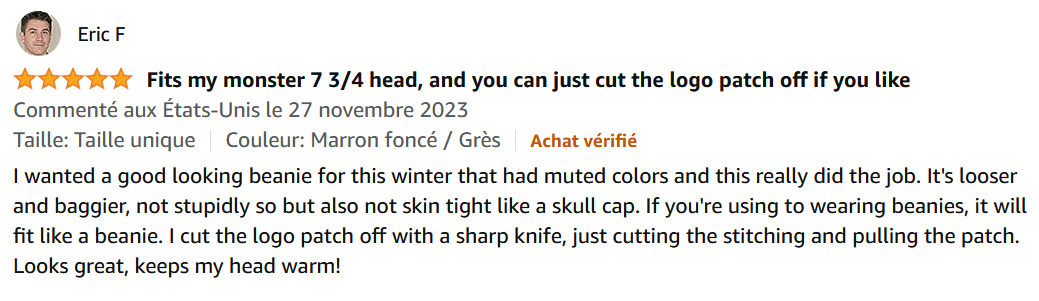 Eric F
Fits my monster 7 3/4 head, and you can just cut the logo patch off if you like
Commenté aux États-Unis le 27 novembre 2023
Taille: Taille unique Couleur: Marron foncé / Grès Achat vérifié
I wanted a good looking beanie for this winter that had muted colors and this really did the job. It's looser
and baggier, not stupidly so but also not skin tight like a skull cap. If you're using to wearing beanies, it will
fit like a beanie. I cut the logo patch off with a sharp knife, just cutting the stitching and pulling the patch.
Looks great, keeps my head warm!